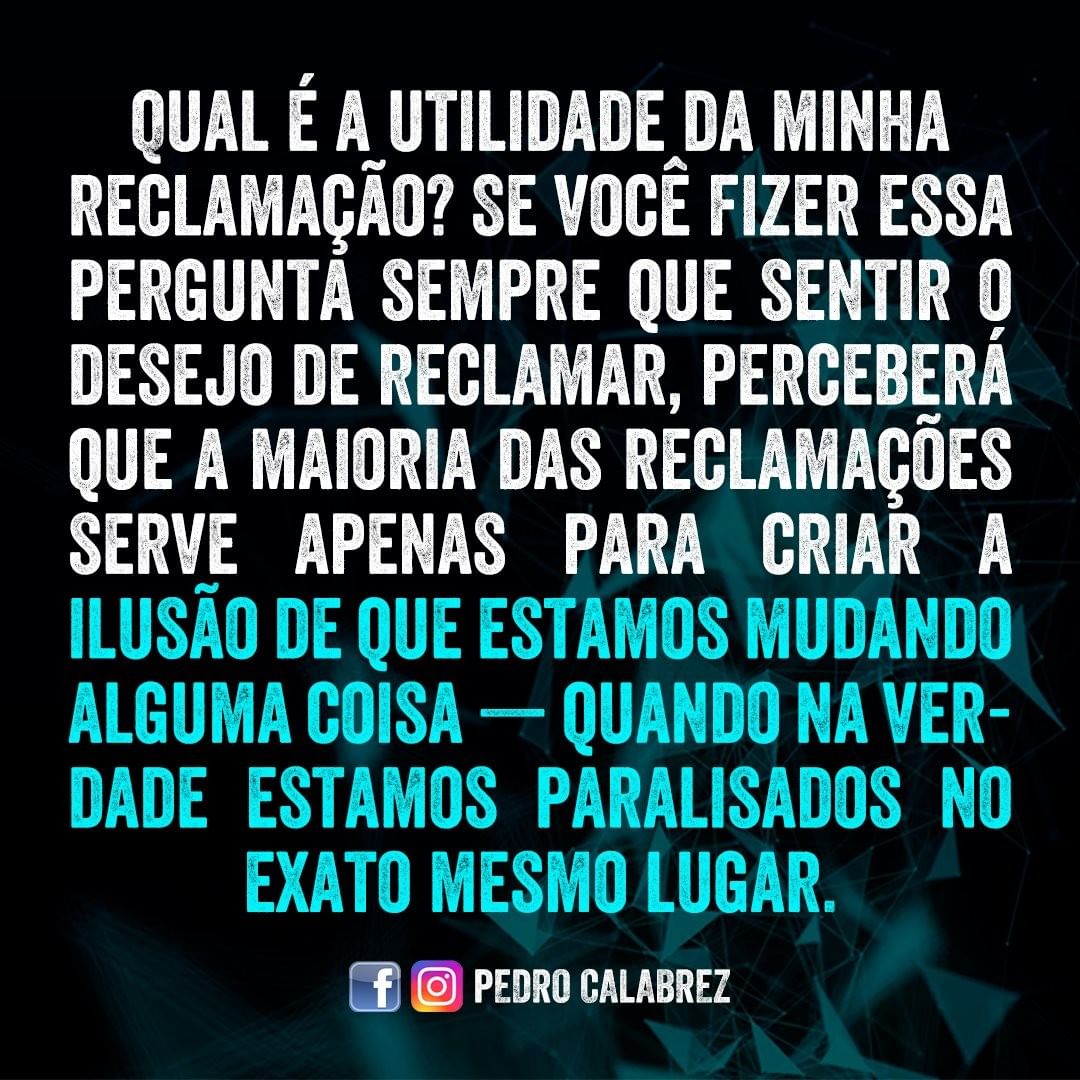 QUAL É A UTILIDADE DA MINHA
RECLAMAÇÃO? SE VOCÊ FIZER ESSA
PERGUNTA SEMPRE QUE SENTIR O
DESEJO DE RECLAMAR, PERCEBERÁ
QUE A MAIORIA DAS RECLAMAÇÕES
SERVE APENAS PARA CRIAR A
ILUSÃO DE QUE ESTAMOS MUDANDO
ALGUMA COISA — QUANDO NA VER-
DADE ESTAMOS PARALISADOS NO
EXATO MESMO LUGAR.
PEDRO CALABREZ